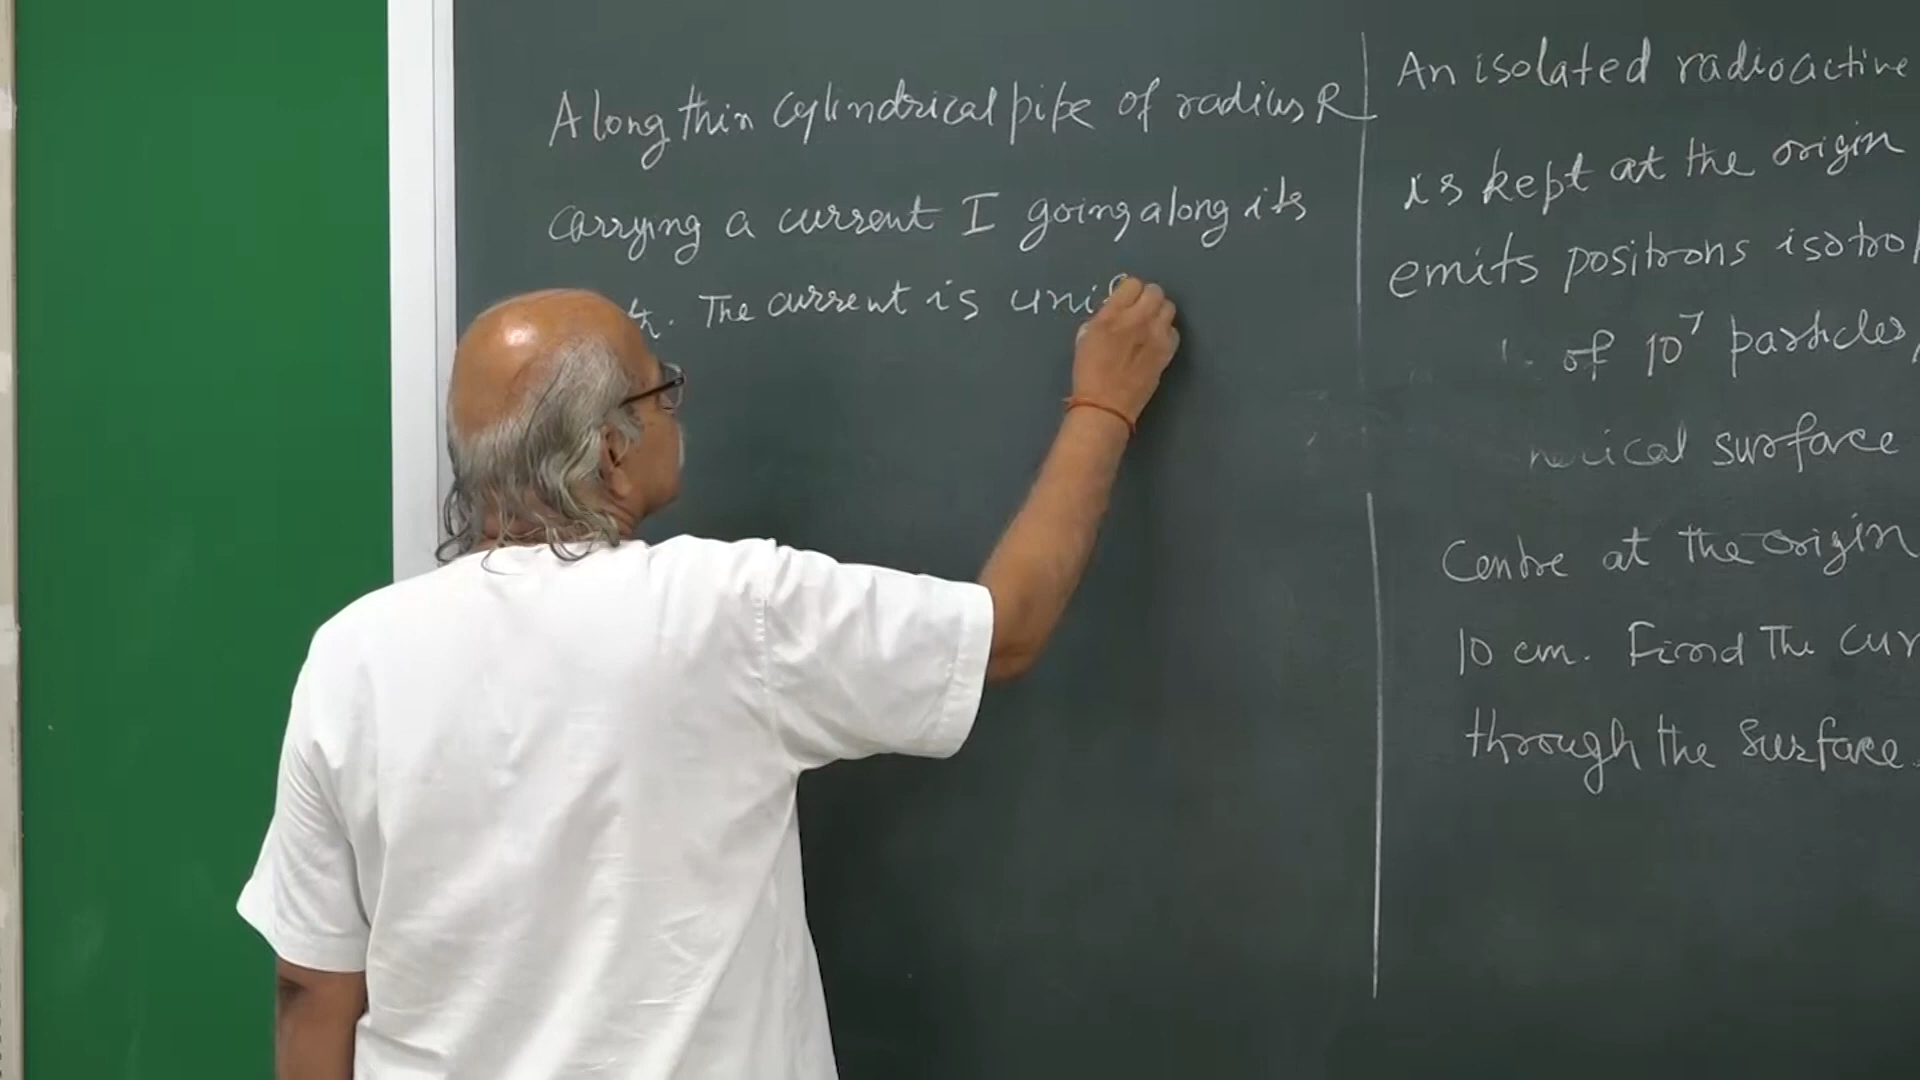 A long thin cylindrical pipe of radius R
carrying a current I going along its
The current is unif
An isolated radioactive
is kept at the origin
emits positrons
of 10⁷ particles
surface
Centre at the origin
10 cm. Find The cur
through the surface.